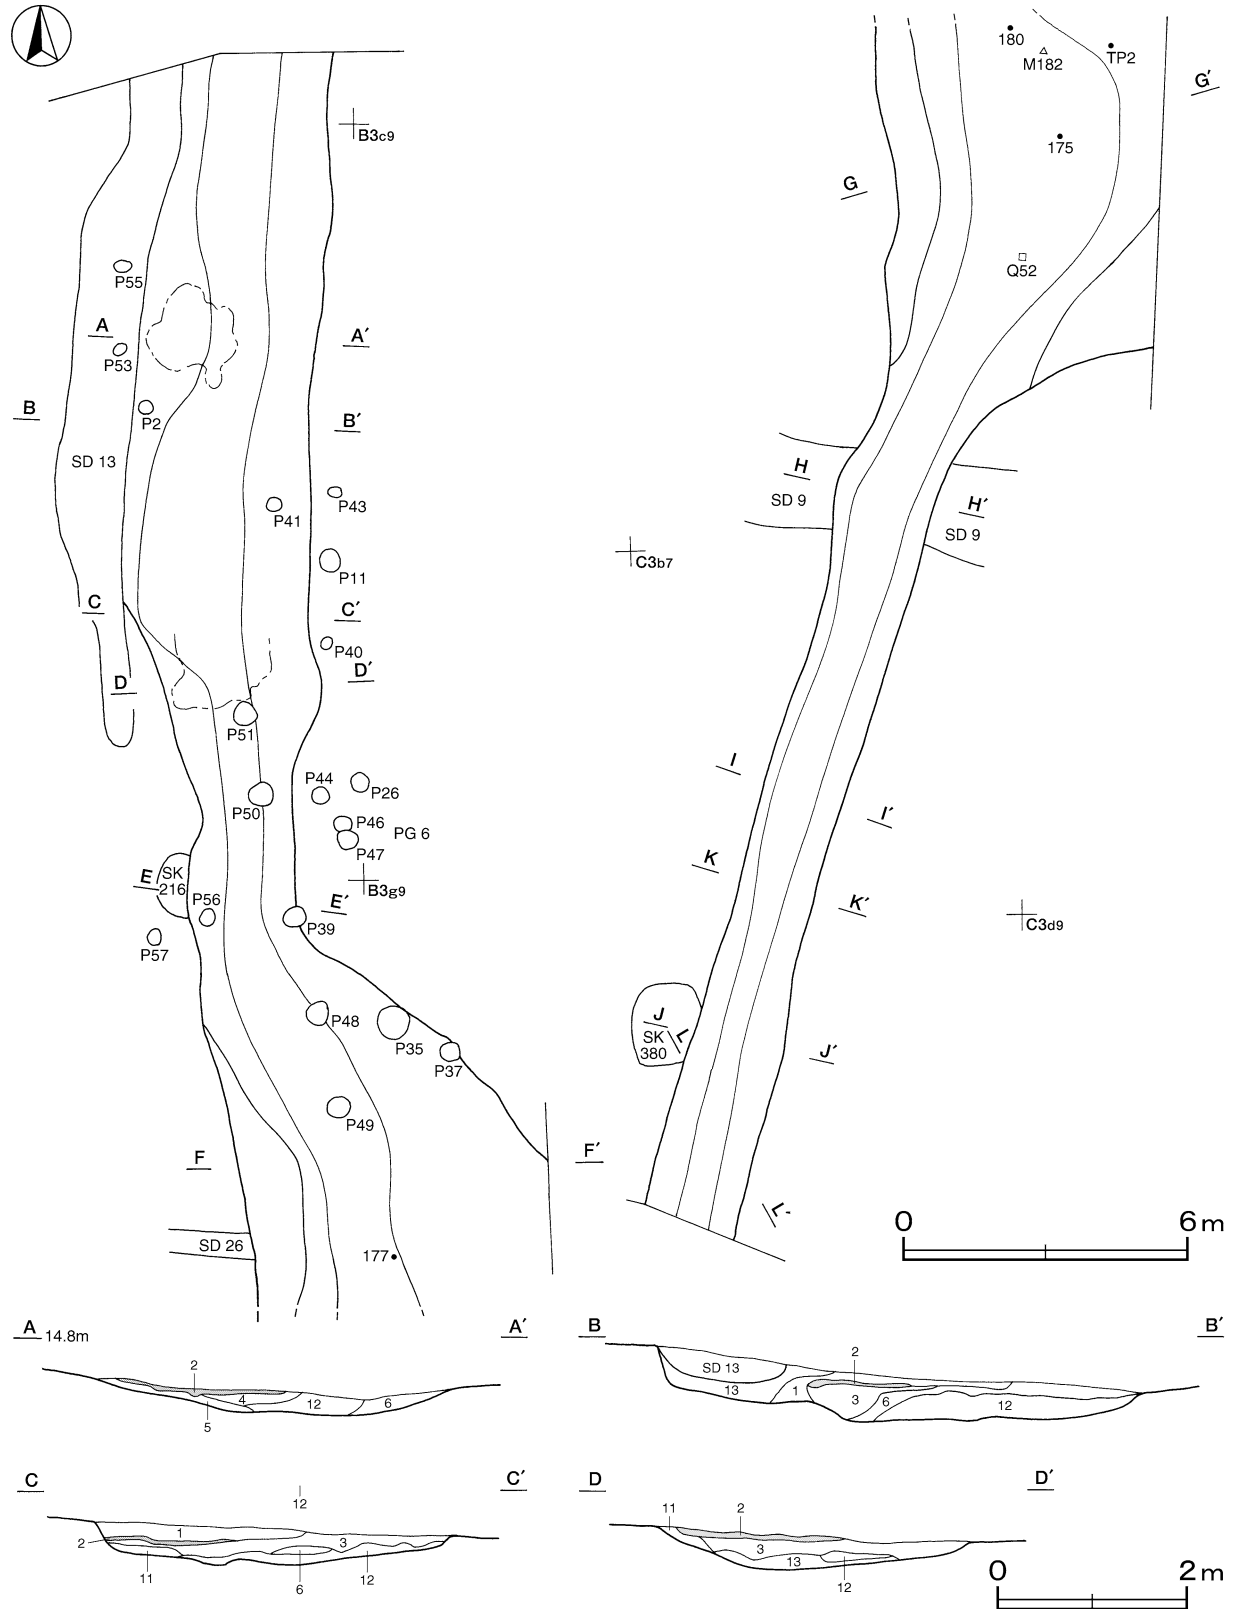 B3c9
P55
A
A′
P53
B
P2
B′
SD 13
P41
P43
P11
C
C′
P40
D
D′
P51
P44
P26
P50
P46
PG 6
P47
E
SK
216
P56
B3g9
E′
P39
P57
P48
P35
P37
P49
F
F′
SD 26
177
180
M182
TP2
G′
175
G
Q52
H
SD 9
H′
SD 9
C3b7
I
I′
K
K′
C3d9
J
L
SK
380
J′
L′
0 6m
A 14.8m A′
2
4
12
6
5
B B′
2
SD 13
13
1
3
6
12
C C′
12
1
2
3
11
6
12
D D′
11
2
3
13
12
0 2m